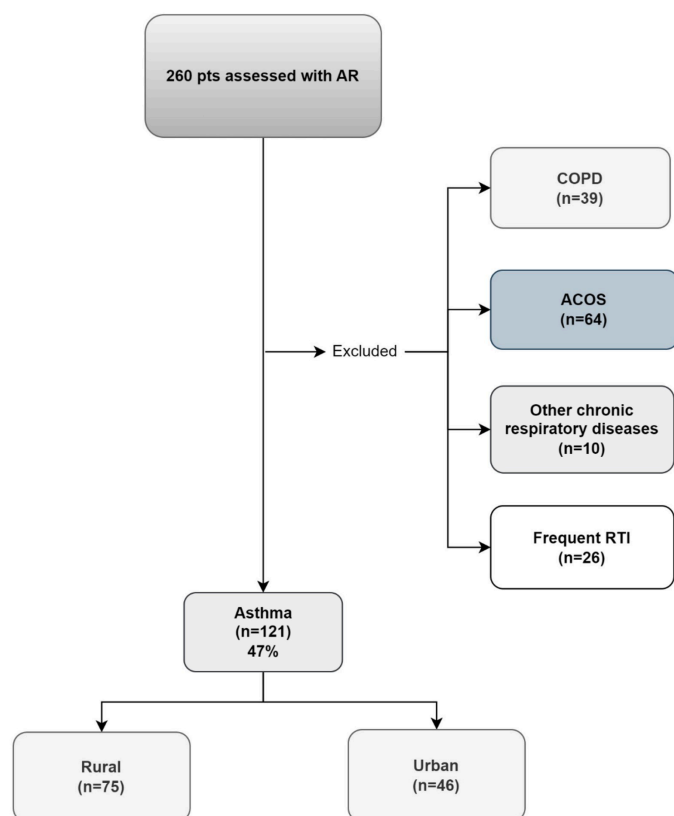 260 pts assessed with AR
COPD
(n=39)
ACOS
(n=64)
Excluded
Other chronic
respiratory diseases
(n=10)
Frequent RTI
(n=26)
Asthma
(n=121)
47%
Rural
(n=75)
Urban
(n=46)